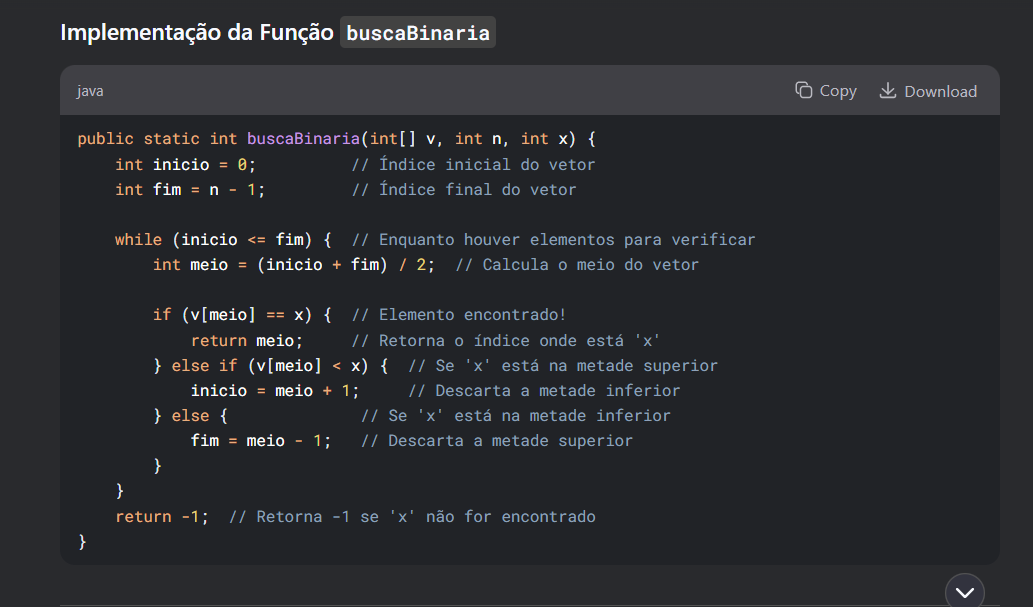 Implementação da Função buscaBinaria
java
Copy
Download
public static int buscaBinaria(int[] v, int n, int x) {
    int inicio = 0;          // Índice inicial do vetor
    int fim = n - 1;         // Índice final do vetor
    while (inicio <= fim) {  // Enquanto houver elementos para verificar
        int meio = (inicio + fim) / 2;  // Calcula o meio do vetor
        if (v[meio] == x) {  // Elemento encontrado!
            return meio;     // Retorna o índice onde está 'x'
        } else if (v[meio] < x) {  // Se 'x' está na metade superior
            inicio = meio + 1;     // Descarta a metade inferior
        } else {              // Se 'x' está na metade inferior
            fim = meio - 1;   // Descarta a metade superior
        }
    }
    return -1;  // Retorna -1 se 'x' não for encontrado
}